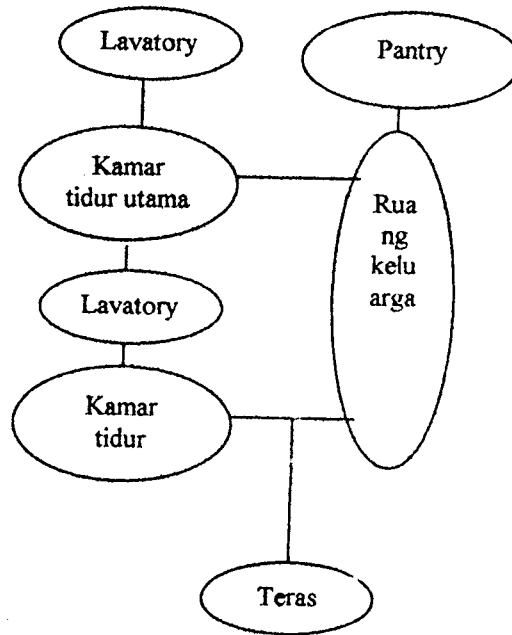 Lavatory
Pantry
Kamar
tidur utama
Rua
ng
kelu
arga
Lavatory
Kamar
tidur
Teras